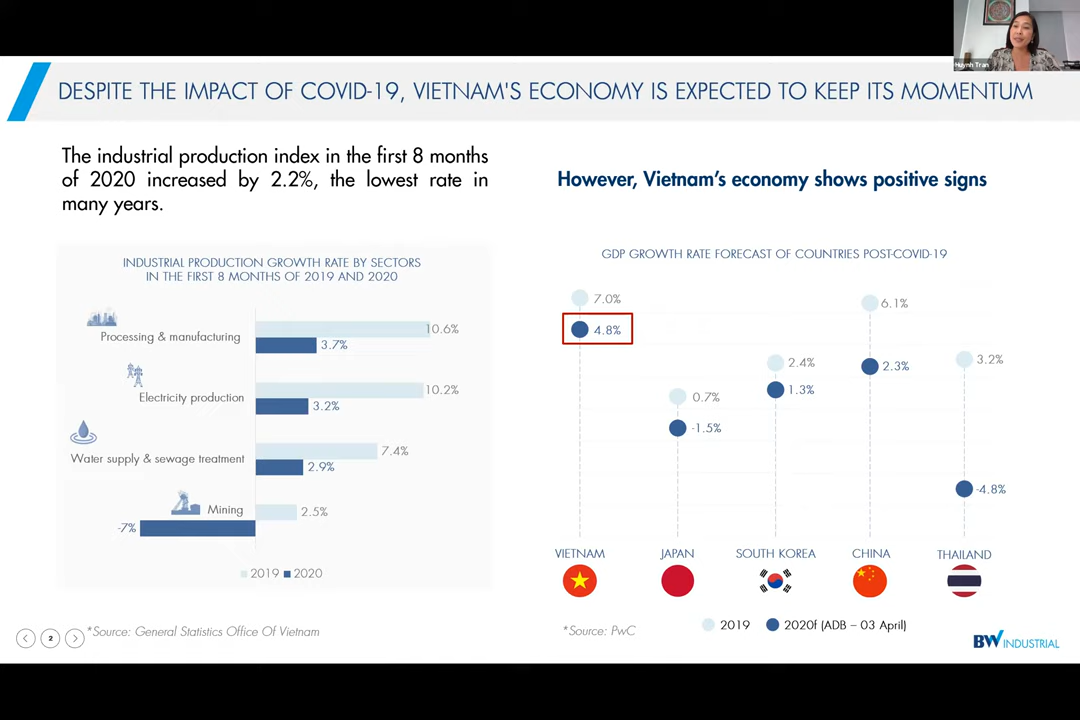 Huynh Tran
DESPITE THE IMPACT OF COVID-19, VIETNAM'S ECONOMY IS EXPECTED TO KEEP ITS MOMENTUM
The industrial production index in the first 8 months
of 2020 increased by 2.2%, the lowest rate in
many years.
INDUSTRIAL PRODUCTION GROWTH RATE BY SECTORS
IN THE FIRST 8 MONTHS OF 2019 AND 2020
Processing & manufacturing
10.6%
3.7%
Electricity production
10.2%
3.2%
Water supply & sewage treatment
7.4%
2.9%
Mining
2.5%
-7%
2019
2020
*Source: General Statistics Office Of Vietnam
2
However, Vietnam's economy shows positive signs
GDP GROWTH RATE FORECAST OF COUNTRIES POST-COVID-19
7.0%
4.8%
0.7%
-1.5%
2.4%
1.3%
6.1%
2.3%
3.2%
-4.8%
VIETNAM
JAPAN
SOUTH KOREA
CHINA
THAILAND
*Source: PwC
2019
2020f (ADB – 03 April)
BW INDUSTRIAL